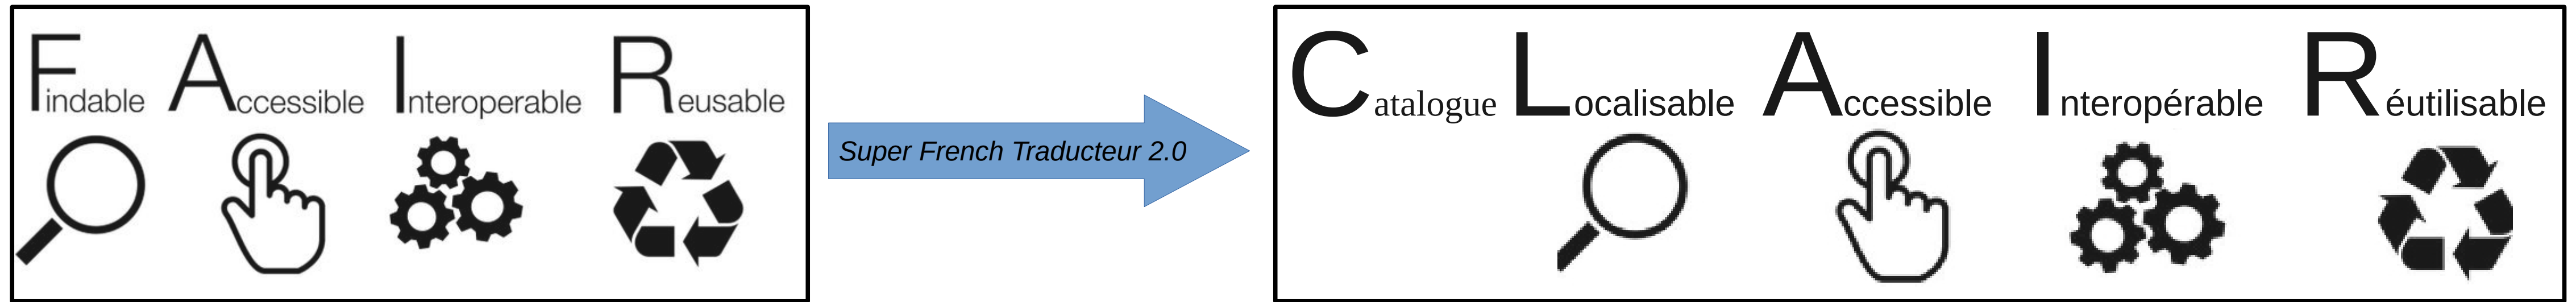 Findable Accessible Interoperable Reusable
Super French Traducteur 2.0
Catalogue Localisable Accessible Interopérable Réutilisable